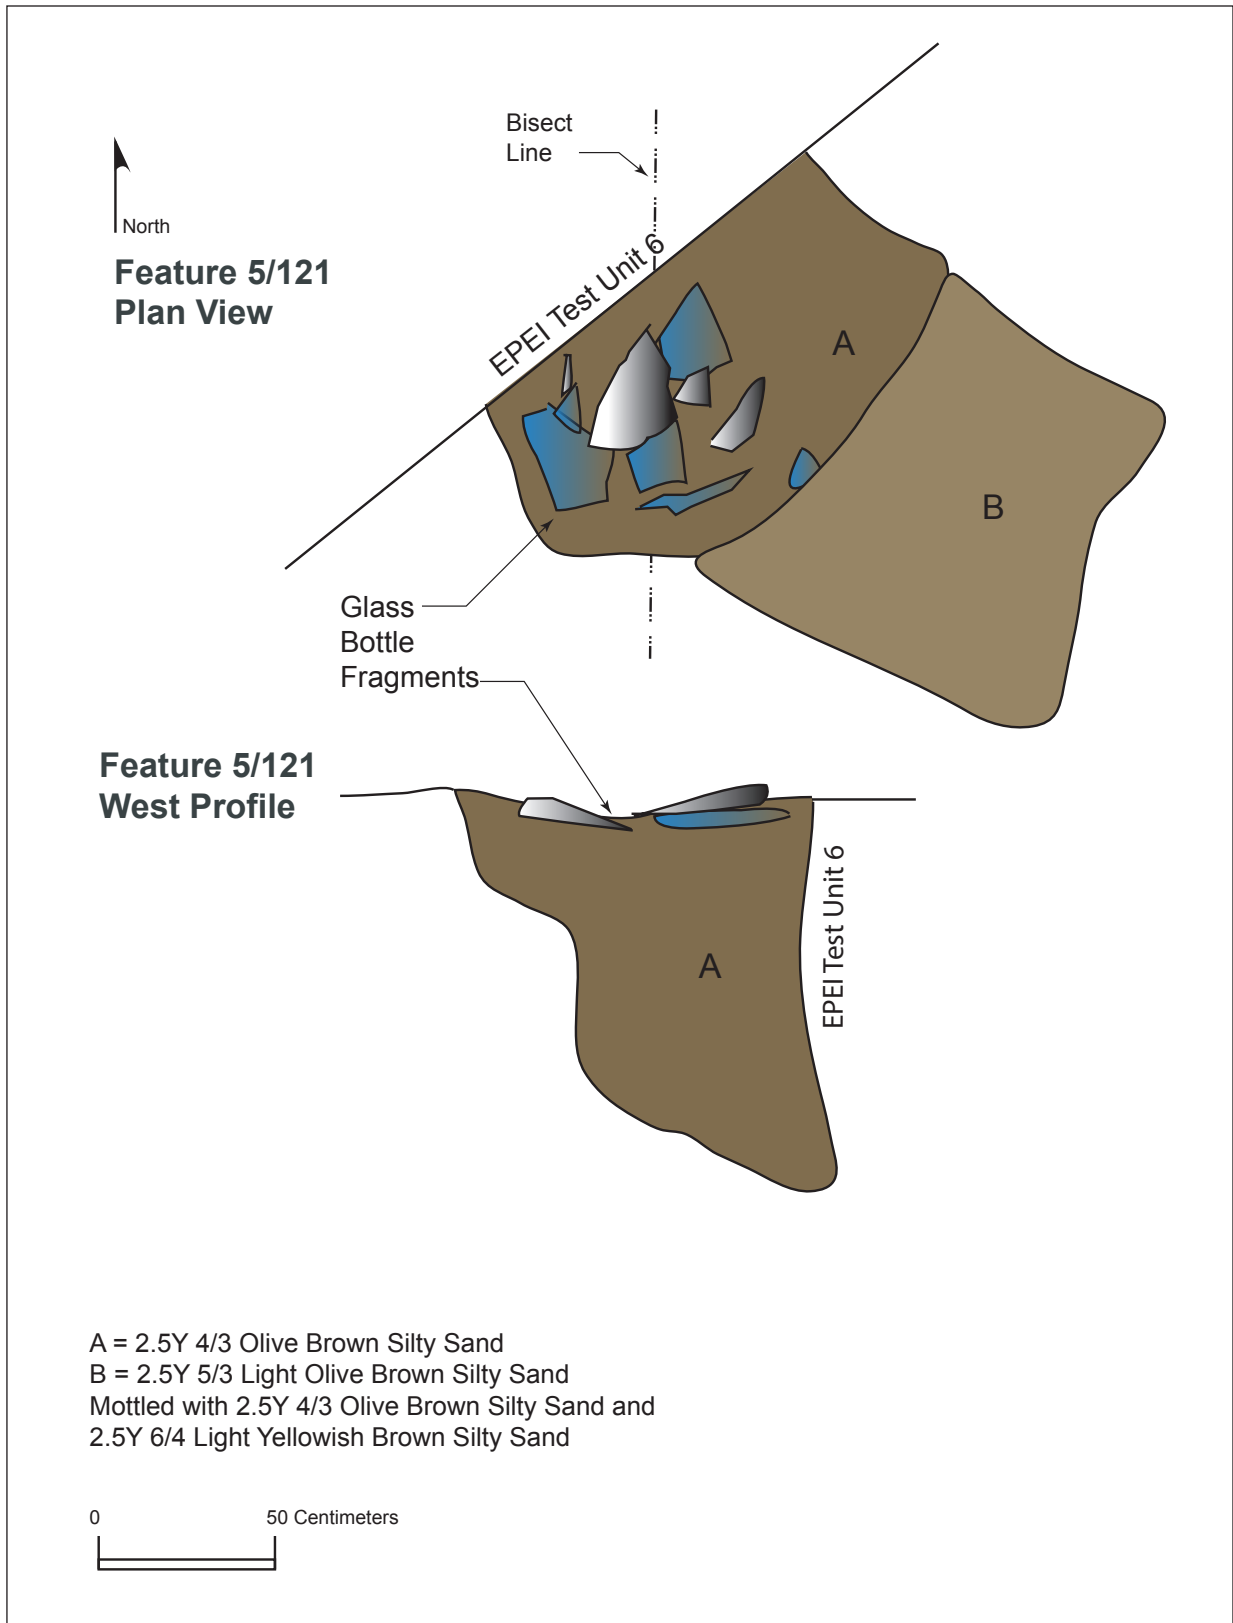 Bisect
Line
North
Feature 5/121
Plan View
EPEI Test Unit 6
A
B
Glass
Bottle
Fragments
Feature 5/121
West Profile
A
EPEI Test Unit 6
A = 2.5Y 4/3 Olive Brown Silty Sand
B = 2.5Y 5/3 Light Olive Brown Silty Sand
Mottled with 2.5Y 4/3 Olive Brown Silty Sand and
2.5Y 6/4 Light Yellowish Brown Silty Sand
0 50 Centimeters